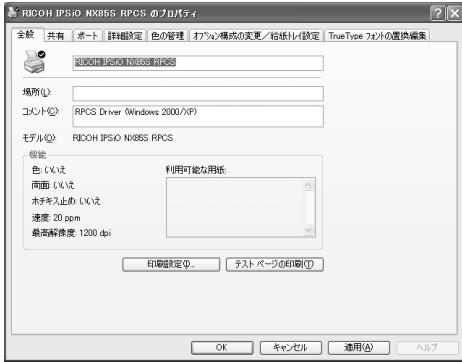 RICOH IPSiO NX85S RPCS のプロパティ
全般 共有 ポート 詳細設定 色の管理 オプション構成の変更／給紙トレイ設定 TrueType フォントの置換編集
RICOH IPSiO NX85S RPCS
場所(L):
コメント(C): RPCS Driver (Windows 2000/XP)
モデル(O): RICOH IPSiO NX85S RPCS
機能
色: いいえ 利用可能な用紙:
両面: いいえ
ホチキス止め: いいえ
速度: 20 ppm
最高解像度: 1200 dpi
印刷設定(I)... テスト ページの印刷(T)
OK キャンセル 適用(A) ヘルプ